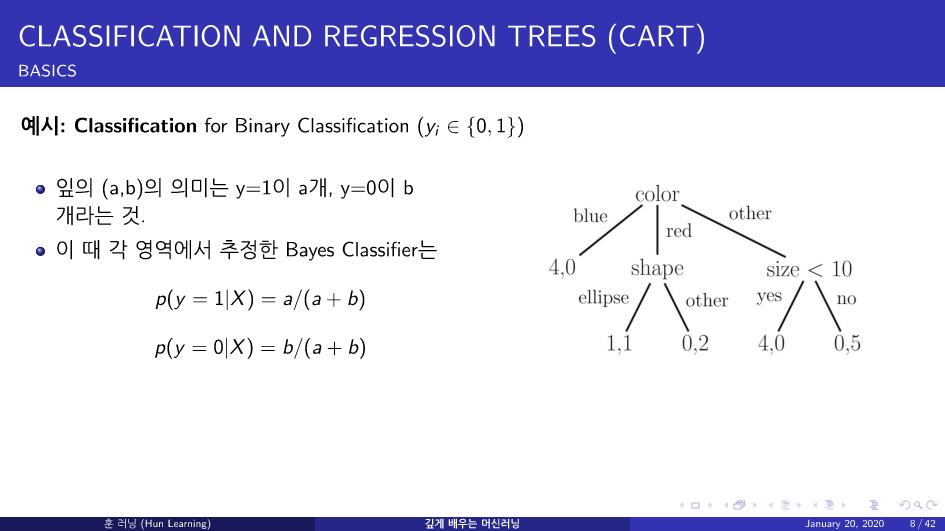 CLASSIFICATION AND REGRESSION TREES (CART)
BASICS
예시: Classification for Binary Classification (y_i ∈ {0, 1})
잎의 (a,b)의 의미는 y=1이 a개, y=0이 b
개라는 것.
이 때 각 영역에서 추정한 Bayes Classifier는
p(y = 1|X) = a/(a + b)
p(y = 0|X) = b/(a + b)
color
blue red other
4,0 shape size < 10
ellipse other yes no
1,1 0,2 4,0 0,5
훈 러닝 (Hun Learning) 깊게 배우는 머신러닝 January 20, 2020 8 / 42